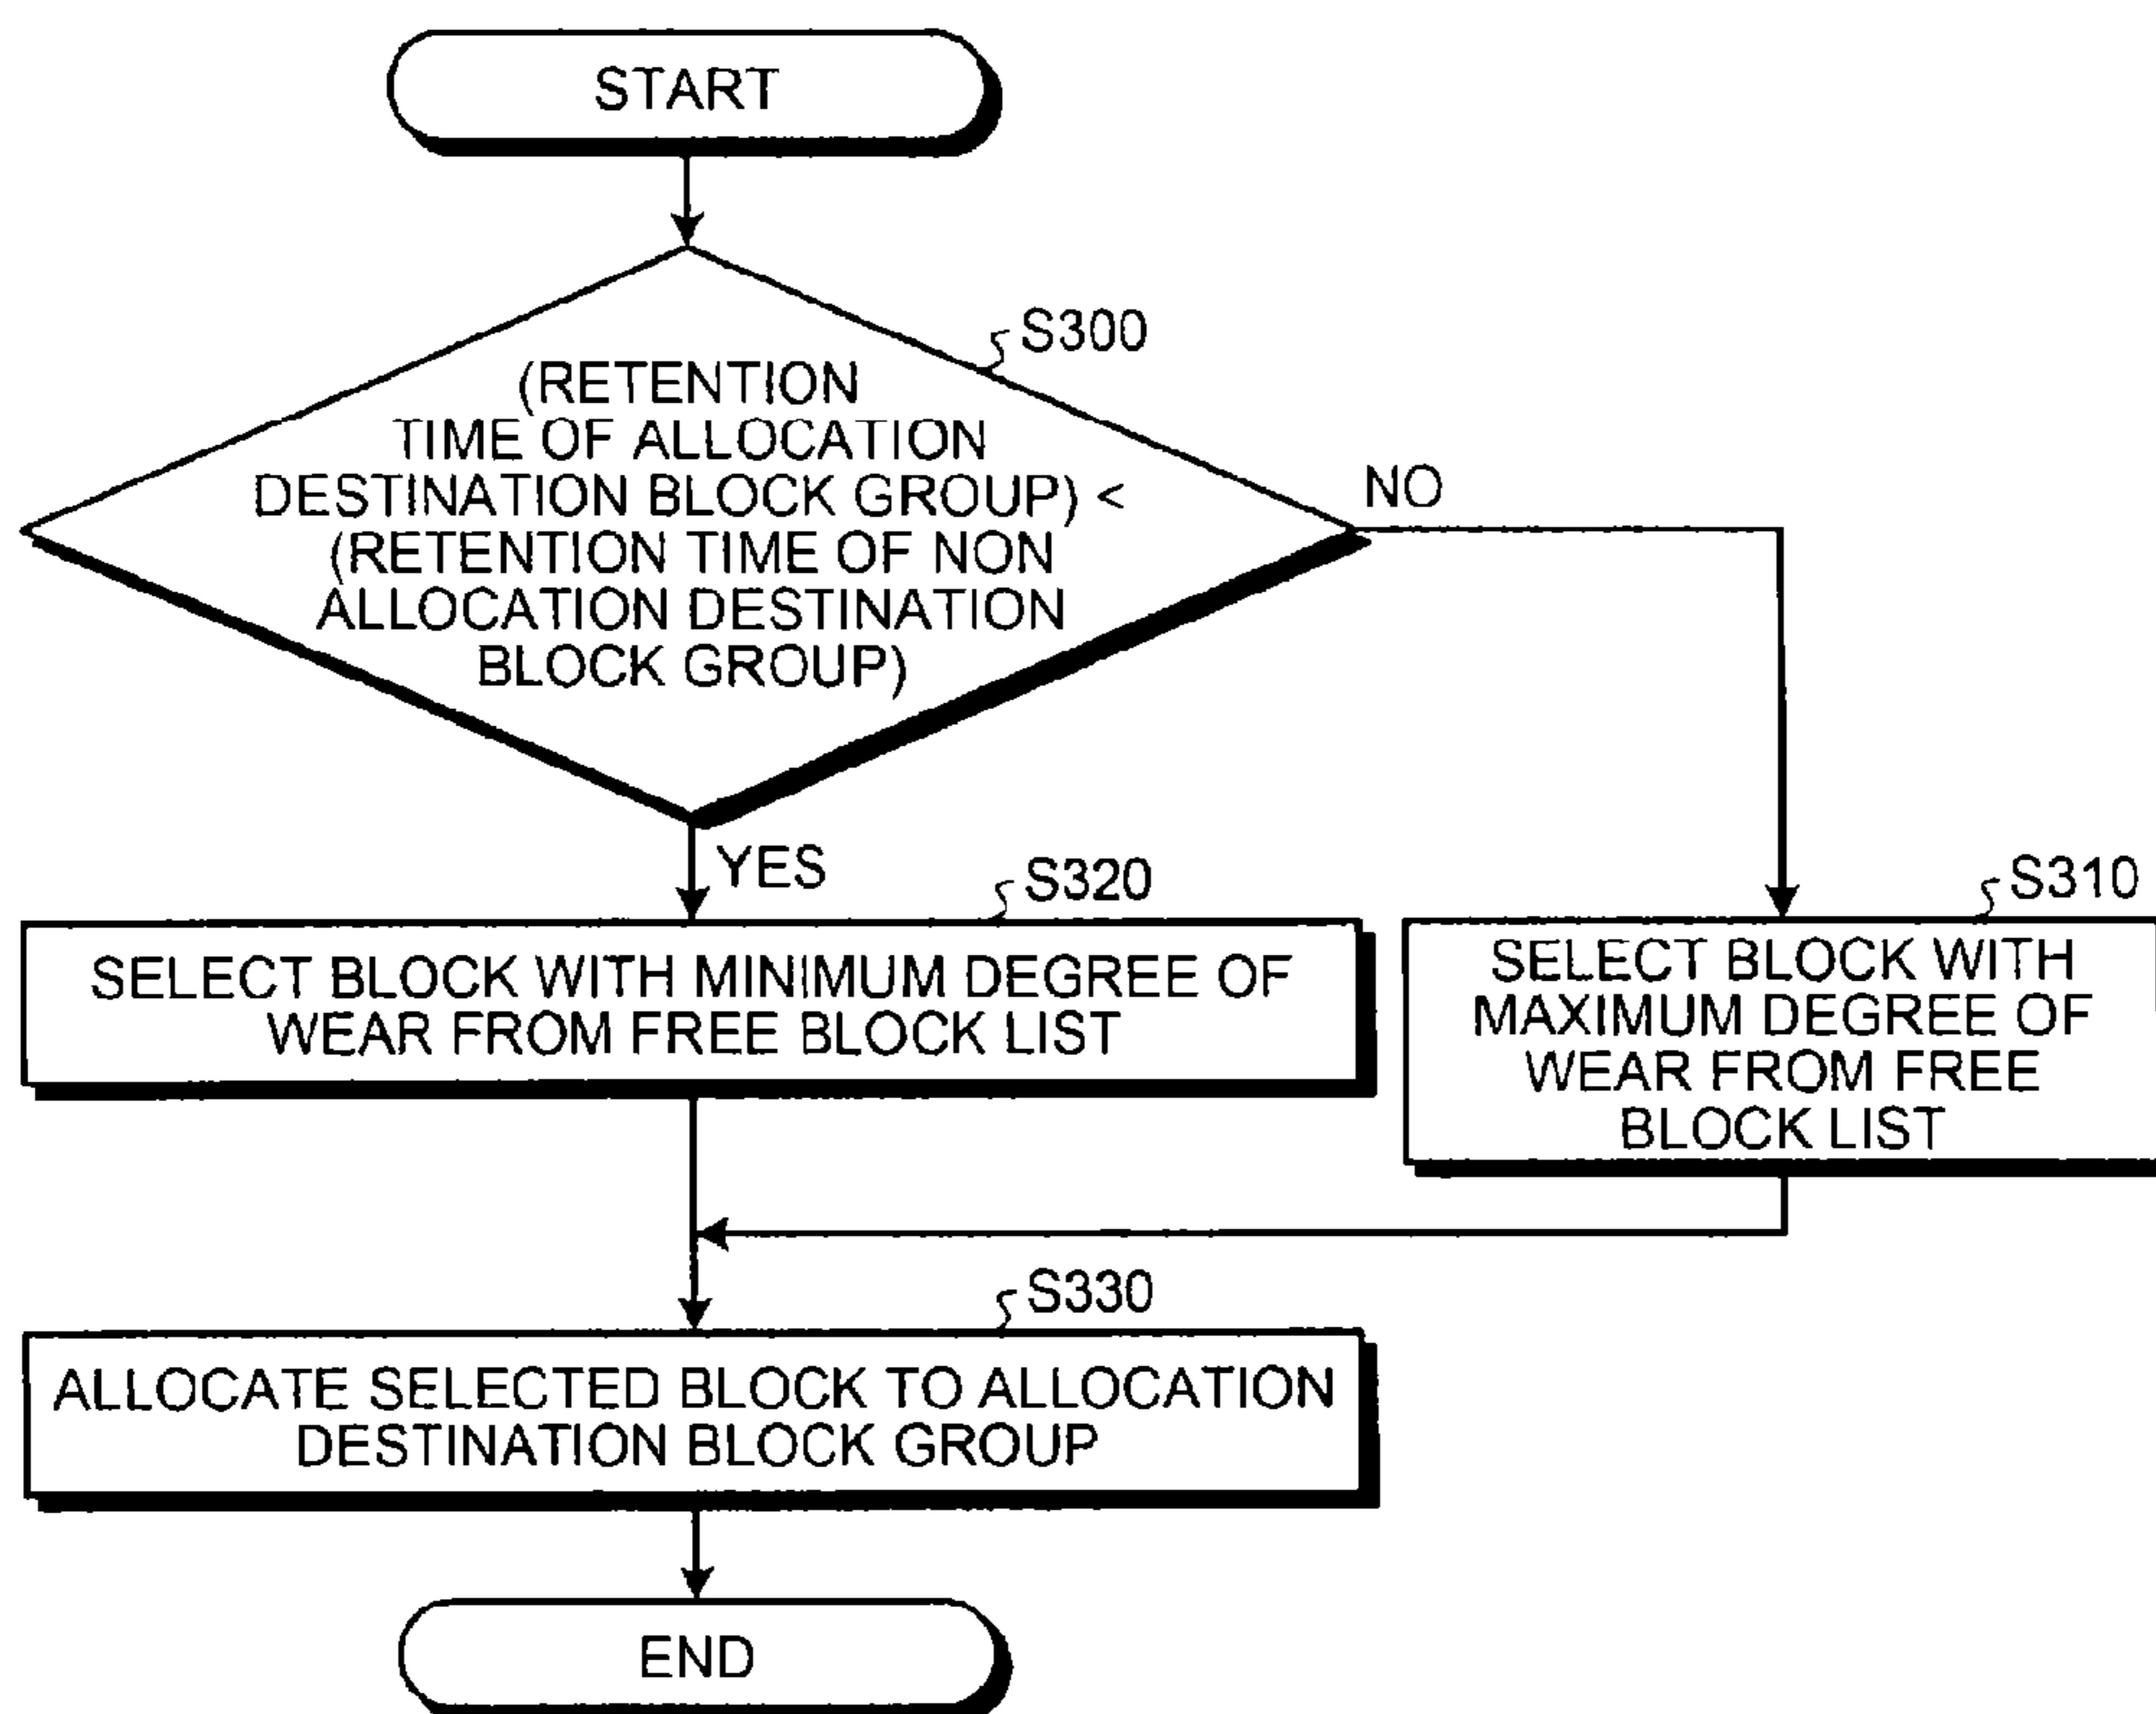 START
S300
(RETENTION
TIME OF ALLOCATION
DESTINATION BLOCK GROUP) <
(RETENTION TIME OF NON
ALLOCATION DESTINATION
BLOCK GROUP)
NO
YES
S320
SELECT BLOCK WITH MINIMUM DEGREE OF
WEAR FROM FREE BLOCK LIST
S310
SELECT BLOCK WITH
MAXIMUM DEGREE OF
WEAR FROM FREE
BLOCK LIST
S330
ALLOCATE SELECTED BLOCK TO ALLOCATION
DESTINATION BLOCK GROUP
END